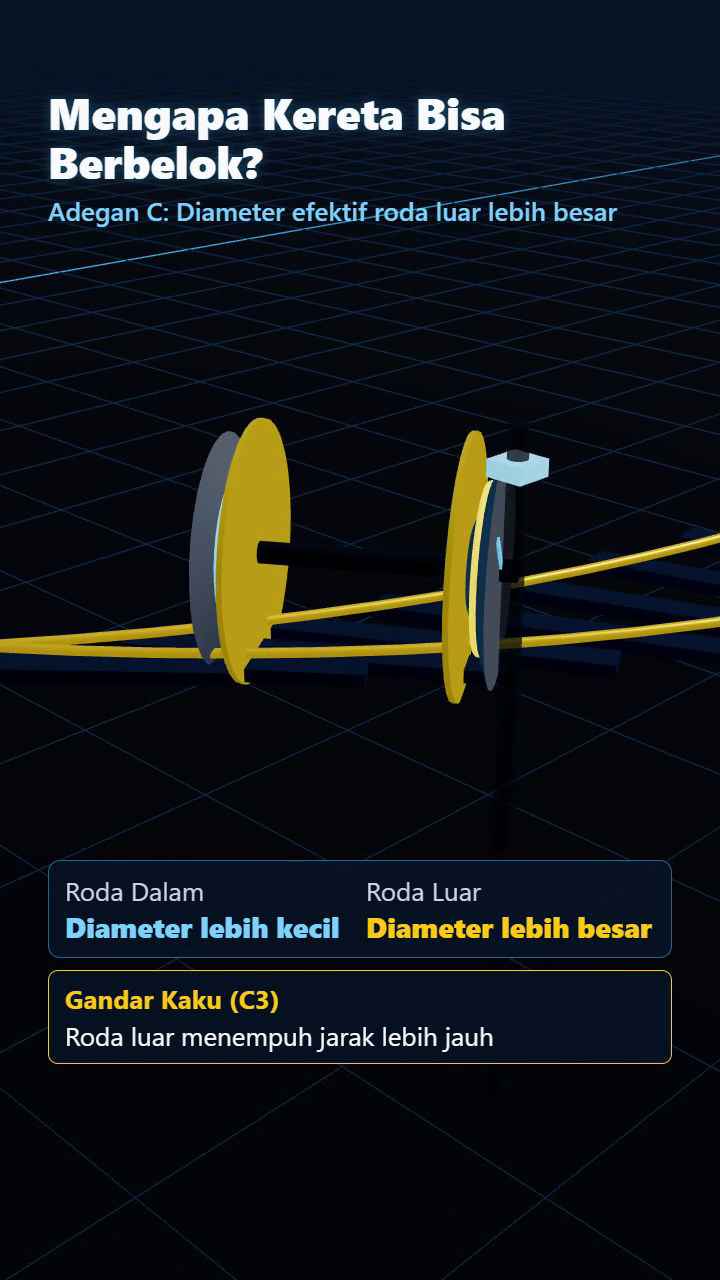 Mengapa Kereta Bisa
Berbelok?
Adegan C: Diameter efektif roda luar lebih besar
Roda Dalam
Diameter lebih kecil
Roda Luar
Diameter lebih besar
Gandar Kaku (C3)
Roda luar menempuh jarak lebih jauh